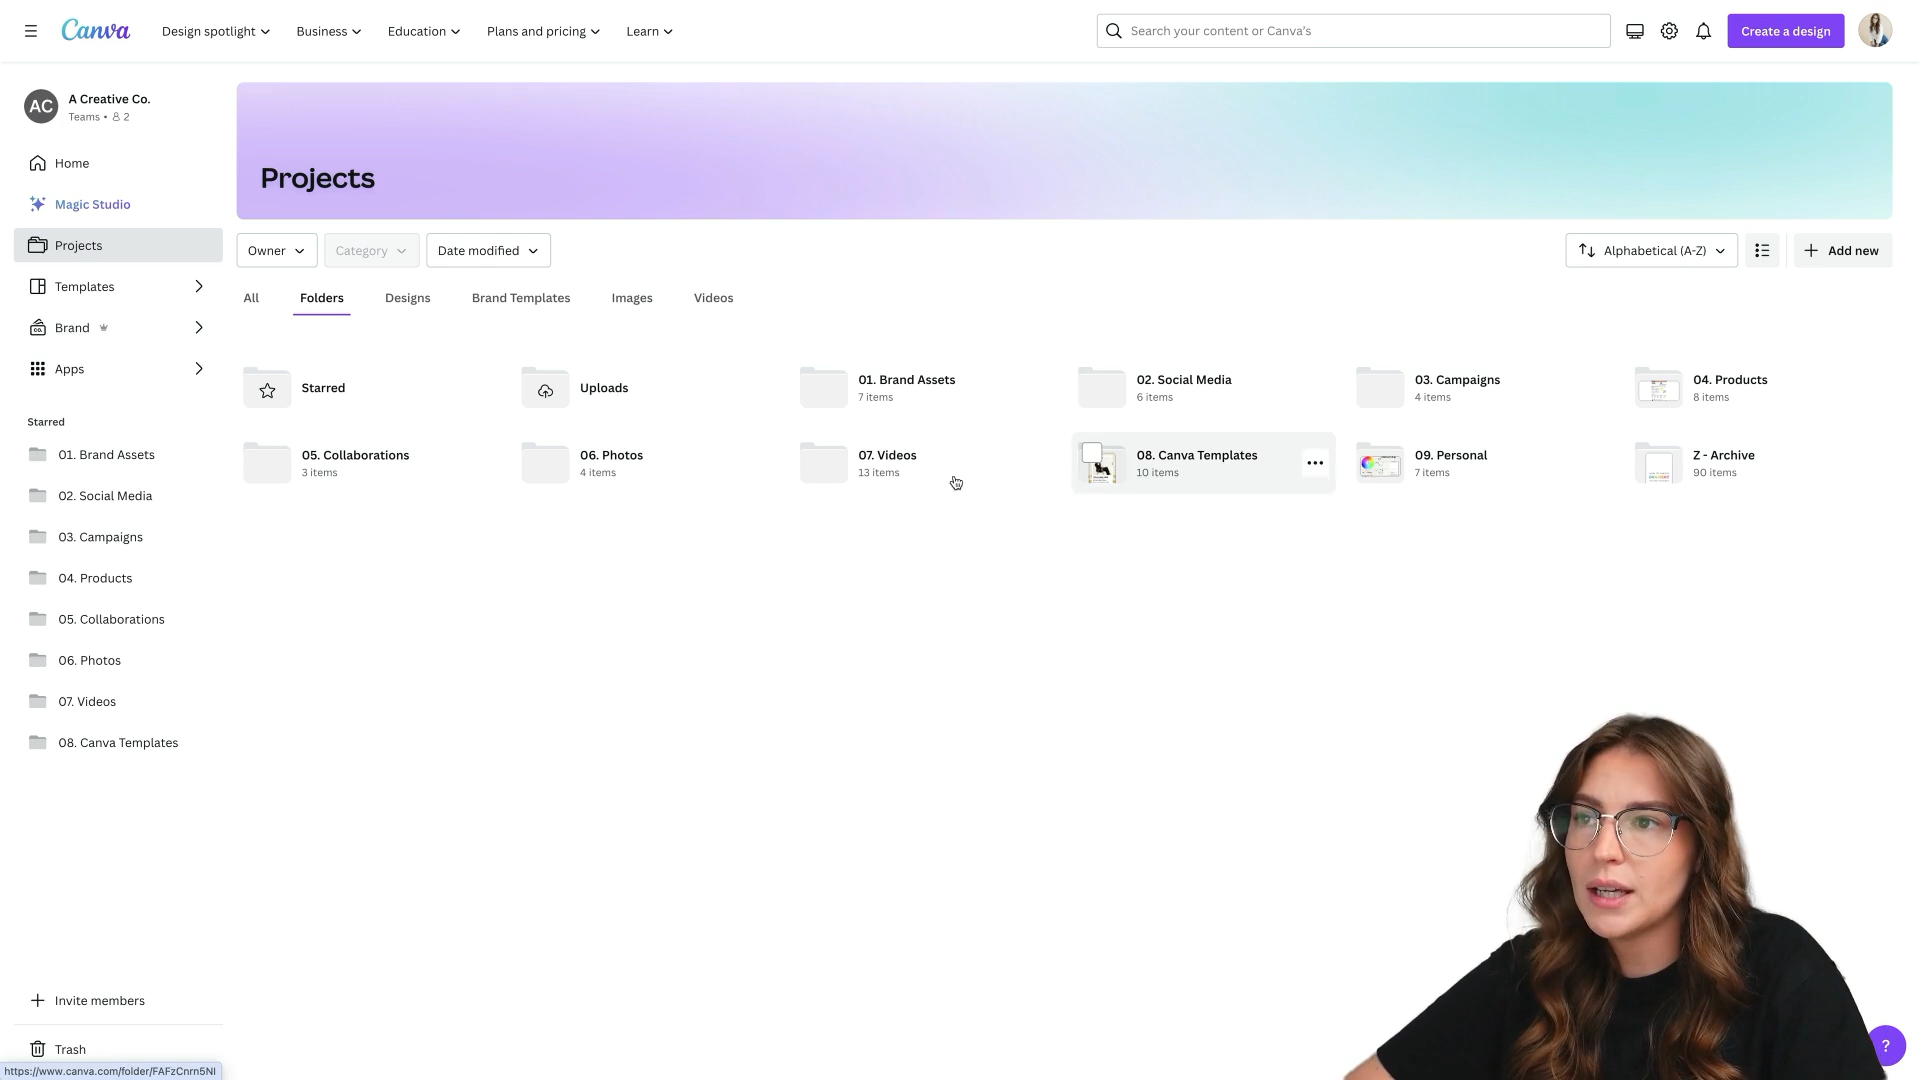 Canva
Design spotlight
Business
Education
Plans and pricing
Learn
Search your content or Canva's
Create a design
AC
A Creative Co.
Teams • 2
Home
Magic Studio
Projects
Templates
Brand
Apps
Starred
01. Brand Assets
02. Social Media
03. Campaigns
04. Products
05. Collaborations
06. Photos
07. Videos
08. Canva Templates
Invite members
Trash
https://www.canva.com/folder/FAFzCnrn5NI
Projects
Owner
Category
Date modified
Alphabetical (A-Z)
Add new
All
Folders
Designs
Brand Templates
Images
Videos
Starred
Uploads
01. Brand Assets
7 items
02. Social Media
6 items
03. Campaigns
4 items
04. Products
8 items
05. Collaborations
3 items
06. Photos
4 items
07. Videos
13 items
08. Canva Templates
10 items
09. Personal
7 items
Z - Archive
90 items
?